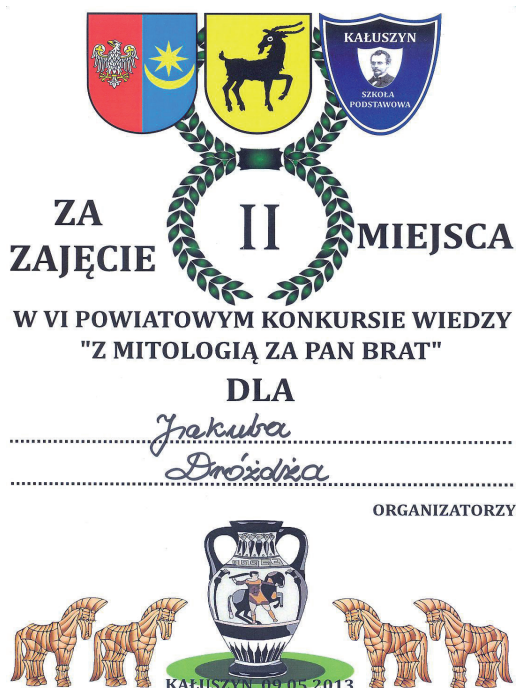 KAŁUSZYN
SZKOŁA
PODSTAWOWA
ZA
ZAJĘCIE
II
MIEJSCA
W VI POWIATOWYM KONKURSIE WIEDZY
"Z MITOLOGIĄ ZA PAN BRAT"
DLA
Jakuba
Dróżdża
ORGANIZATORZY
KAŁUSZYN 09.05.2013